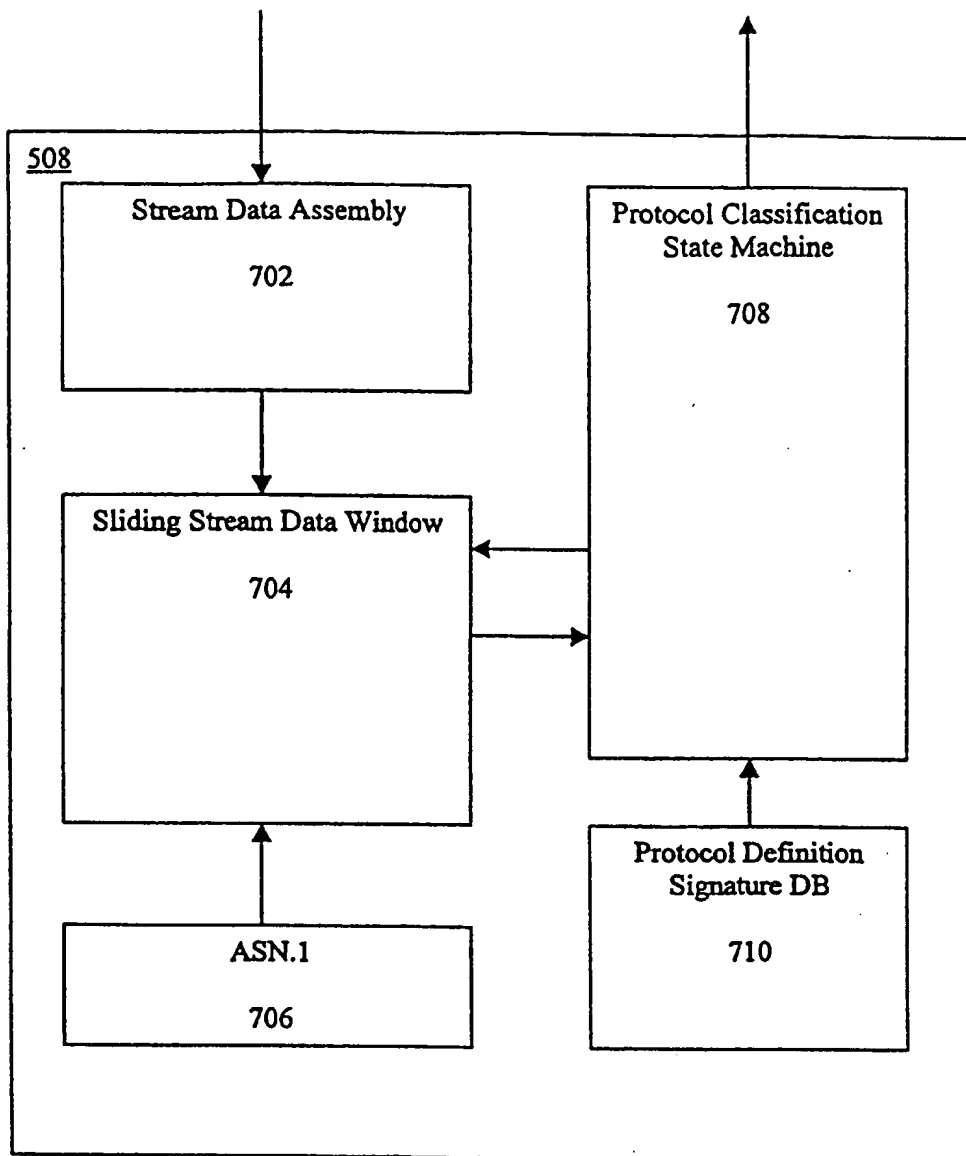 508
Stream Data Assembly
702
Protocol Classification
State Machine
708
Sliding Stream Data Window
704
Protocol Definition
Signature DB
710
ASN.1
706